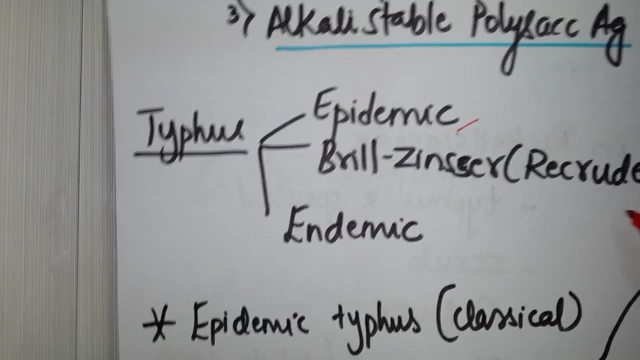 3) Alkali stable Polysacc Ag
Typhus
Epidemic
Brill-Zinsser (Recrude
Endemic
* Epidemic typhus (classical)